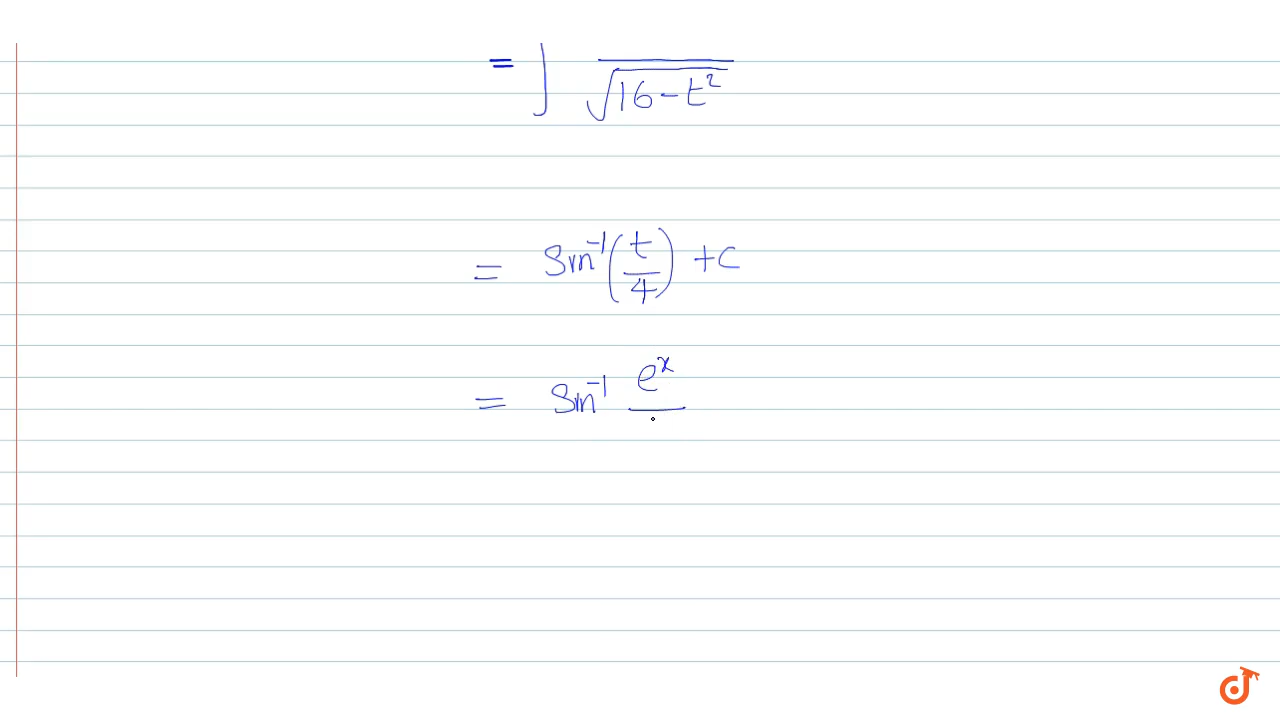 = ∫ ―/√(16-t²)
= Sin⁻¹(t/4) + c
= Sin⁻¹ eˣ/